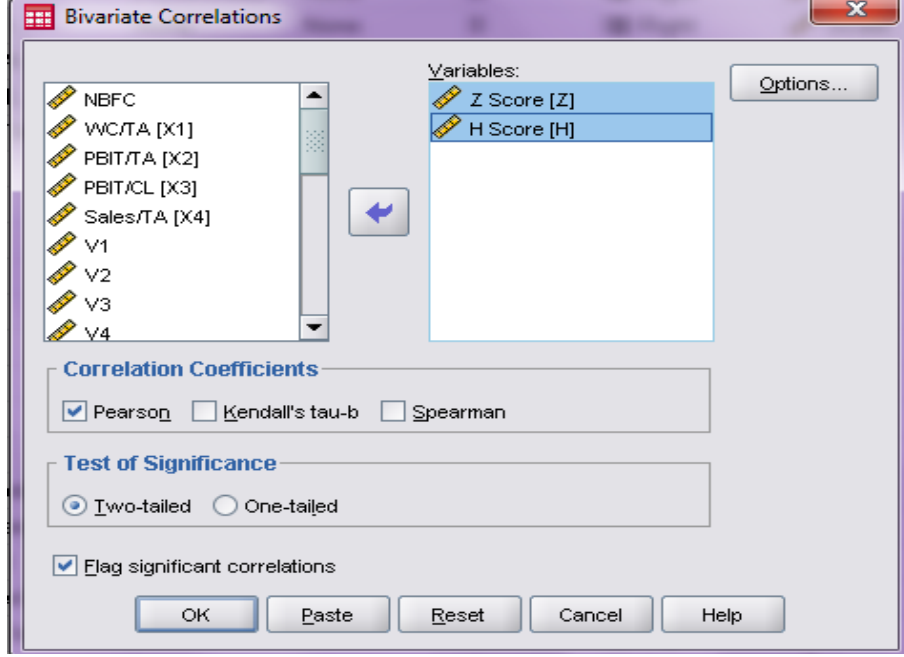 Bivariate Correlations
X
NBFC
WC/TA [X1]
PBIT/TA [X2]
PBIT/CL [X3]
Sales/TA [X4]
V1
V2
V3
V4
Variables:
Z Score [Z]
H Score [H]
Options...
Correlation Coefficients
Pearson Kendall's tau-b Spearman
Test of Significance
Two-tailed One-tailed
Flag significant correlations
OK Paste Reset Cancel Help